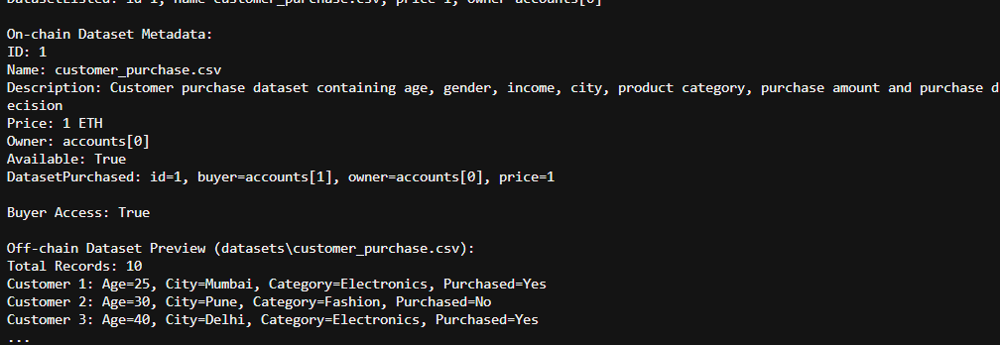 DatasetListed: id=1, name=customer_purchase.csv, price=1, owner=accounts[0]
On-chain Dataset Metadata:
ID: 1
Name: customer_purchase.csv
Description: Customer purchase dataset containing age, gender, income, city, product category, purchase amount and purchase d
ecision
Price: 1 ETH
Owner: accounts[0]
Available: True
DatasetPurchased: id=1, buyer=accounts[1], owner=accounts[0], price=1
Buyer Access: True
Off-chain Dataset Preview (datasets\customer_purchase.csv):
Total Records: 10
Customer 1: Age=25, City=Mumbai, Category=Electronics, Purchased=Yes
Customer 2: Age=30, City=Pune, Category=Fashion, Purchased=No
Customer 3: Age=40, City=Delhi, Category=Electronics, Purchased=Yes
...